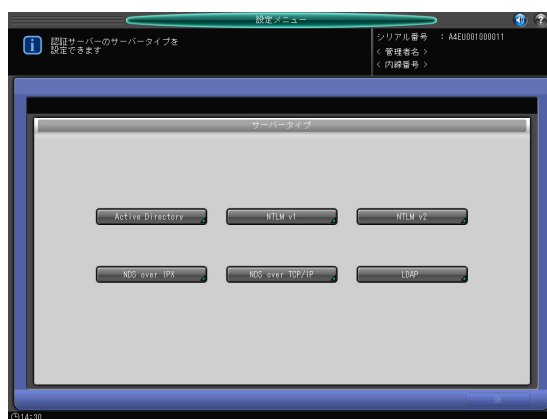 設定メニュー
認証サーバーのサーバータイプを
設定できます
シリアル番号 : A4EU001000011
< 管理者名 >
< 内線番号 >
サーバータイプ
Active Directory
NTLM v1
NTLM v2
NDS over IPX
NDS over TCP/IP
LDAP
OK
14:30